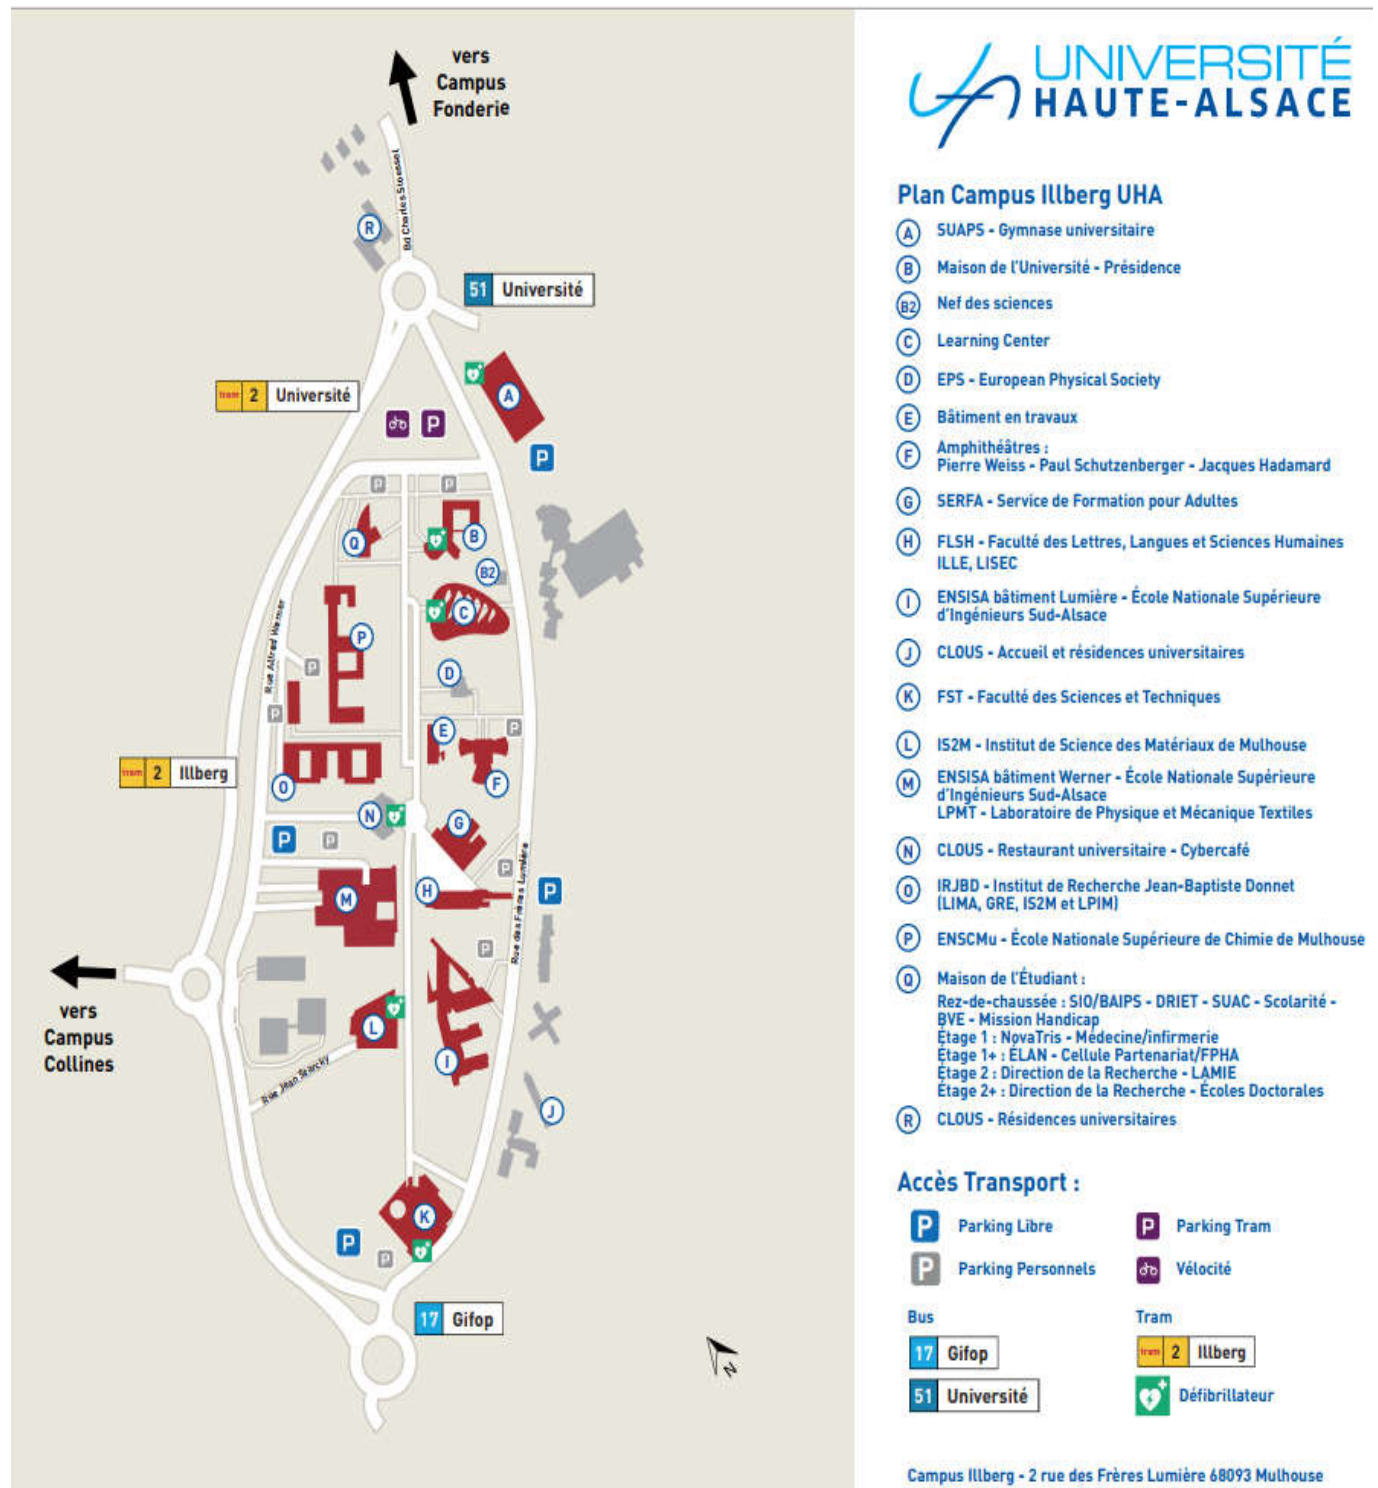 vers
Campus
Fonderie
Bd Charles Stoessel
R
51 Université
tram 2 Université
A
P
P
P
P
Q
B
B2
C
P
Rue Alfred Werner
P
D
P
E
P
tram 2 Illberg
O
F
N
G
P
P
P
H
M
P
Rue des Frères Lumière
P
vers
Campus
Collines
L
I
Rue Jean Starcky
J
K
P
P
17 Gifop
N
UNIVERSITÉ
HAUTE-ALSACE
Plan Campus Illberg UHA
A SUAPS - Gymnase universitaire
B Maison de l'Université - Présidence
B2 Nef des sciences
C Learning Center
D EPS - European Physical Society
E Bâtiment en travaux
F Amphithéâtres :
Pierre Weiss - Paul Schutzenberger - Jacques Hadamard
G SERFA - Service de Formation pour Adultes
H FLSH - Faculté des Lettres, Langues et Sciences Humaines
ILLE, LISEC
I ENSISA bâtiment Lumière - École Nationale Supérieure
d'Ingénieurs Sud-Alsace
J CLOUS - Accueil et résidences universitaires
K FST - Faculté des Sciences et Techniques
L IS2M - Institut de Science des Matériaux de Mulhouse
M ENSISA bâtiment Werner - École Nationale Supérieure
d'Ingénieurs Sud-Alsace
LPMT - Laboratoire de Physique et Mécanique Textiles
N CLOUS - Restaurant universitaire - Cybercafé
O IRJBD - Institut de Recherche Jean-Baptiste Donnet
(LIMA, GRE, IS2M et LPIM)
P ENSCMu - École Nationale Supérieure de Chimie de Mulhouse
Q Maison de l'Étudiant :
Rez-de-chaussée : SIO/BAIPS - DRIET - SUAC - Scolarité -
BVE - Mission Handicap
Étage 1 : NovaTris - Médecine/infirmerie
Étage 1+ : ÉLAN - Cellule Partenariat/FPHA
Étage 2 : Direction de la Recherche - LAMIE
Étage 2+ : Direction de la Recherche - Écoles Doctorales
R CLOUS - Résidences universitaires
Accès Transport :
P Parking Libre
P Parking Tram
P Parking Personnels
Vélocité
Bus
Tram
17 Gifop
tram 2 Illberg
51 Université
Défibrillateur
Campus Illberg - 2 rue des Frères Lumière 68093 Mulhouse